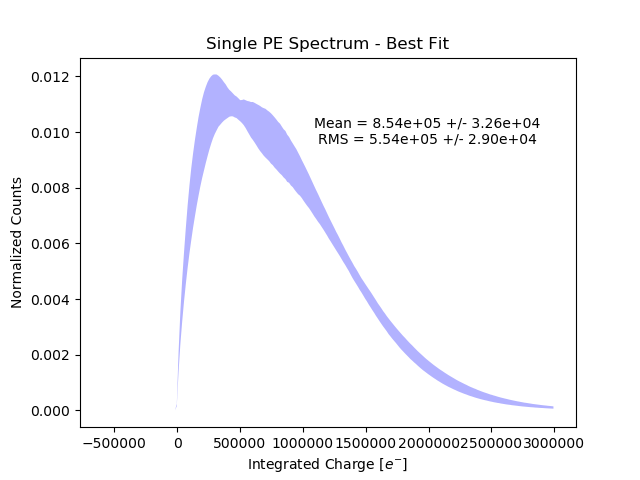 Single PE Spectrum - Best Fit
Mean = 8.54e+05 +/- 3.26e+04
RMS = 5.54e+05 +/- 2.90e+04
Normalized Counts
0.012
0.010
0.008
0.006
0.004
0.002
0.000
−500000 0 500000 1000000 1500000 2000000 2500000 3000000
Integrated Charge [e⁻]